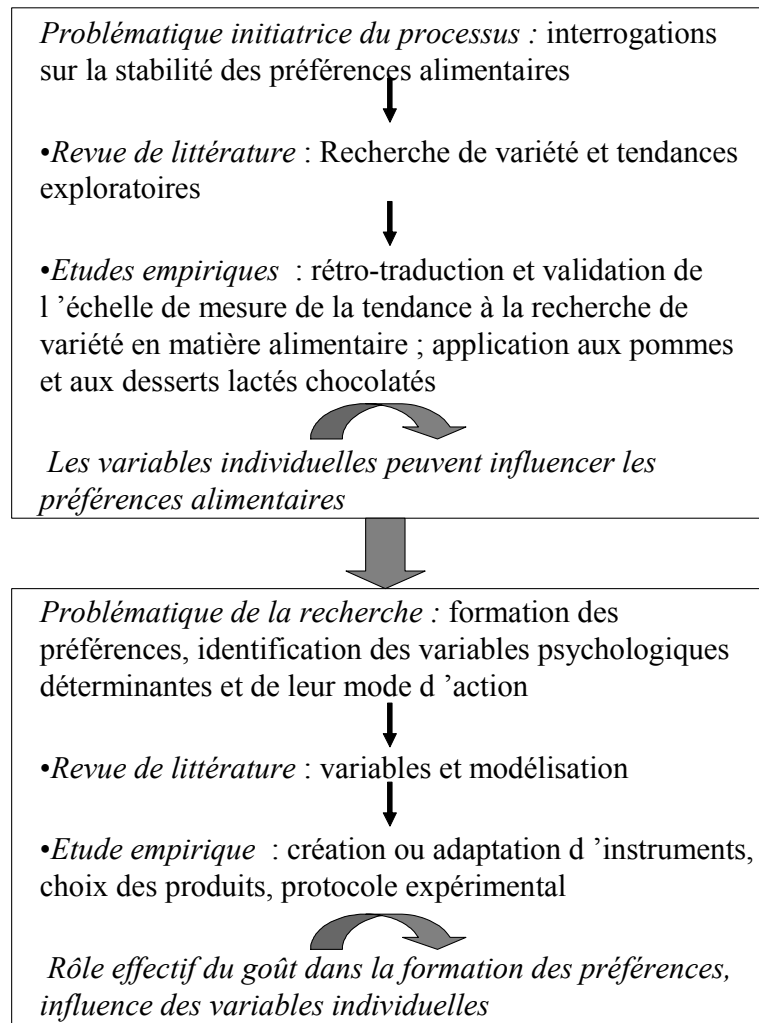 Problématique initiatrice du processus : interrogations
sur la stabilité des préférences alimentaires
•Revue de littérature : Recherche de variété et tendances
exploratoires
•Etudes empiriques : rétro-traduction et validation de
l ’échelle de mesure de la tendance à la recherche de
variété en matière alimentaire ; application aux pommes
et aux desserts lactés chocolatés
Les variables individuelles peuvent influencer les
préférences alimentaires
Problématique de la recherche : formation des
préférences, identification des variables psychologiques
déterminantes et de leur mode d ’action
•Revue de littérature : variables et modélisation
•Etude empirique : création ou adaptation d ’instruments,
choix des produits, protocole expérimental
Rôle effectif du goût dans la formation des préférences,
influence des variables individuelles